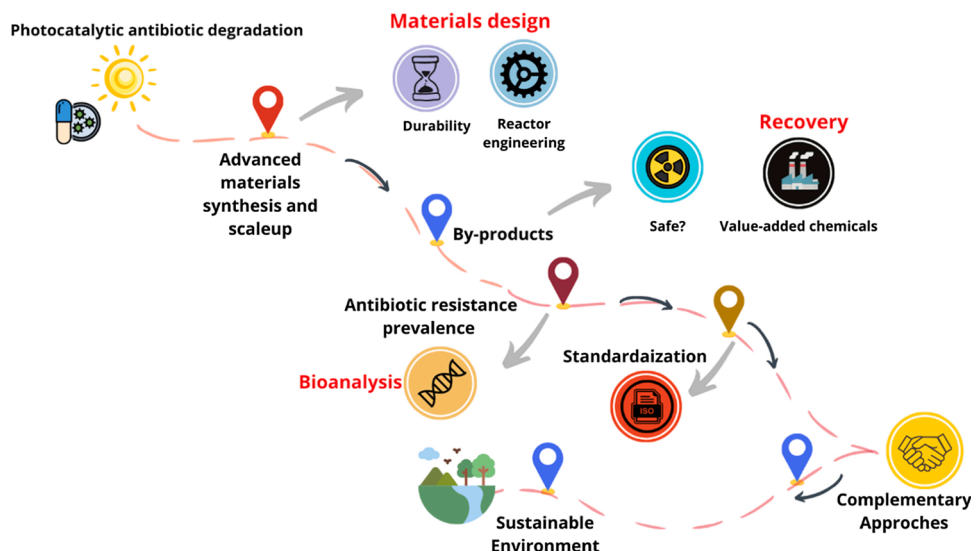 Photocatalytic antibiotic degradation
Materials design
Durability
Reactor
engineering
Recovery
Advanced
materials
synthesis and
scaleup
Safe?
Value-added chemicals
By-products
Antibiotic resistance
prevalence
Bioanalysis
Standardaization
ISO
Complementary
Approches
Sustainable
Environment